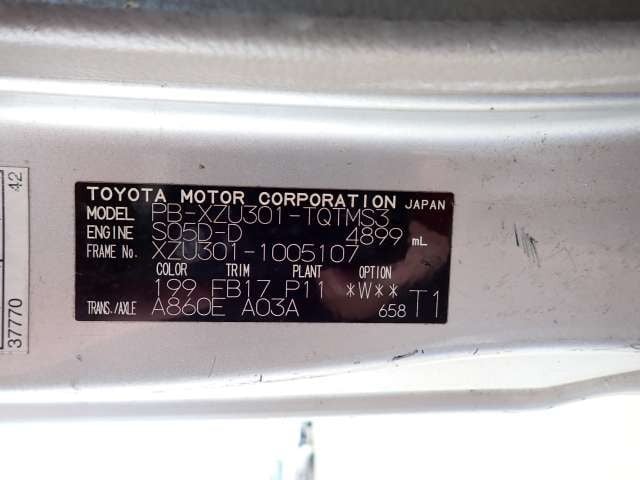 TOYOTA MOTOR CORPORATION JAPAN
MODEL PB-XZU301-TQTMS3
ENGINE S05D-D 4899 mL
FRAME No. XZU301-1005107
COLOR TRIM PLANT OPTION
199 FB17 P11 *W**
TRANS./AXLE A860E A03A 658 T1
37770 42